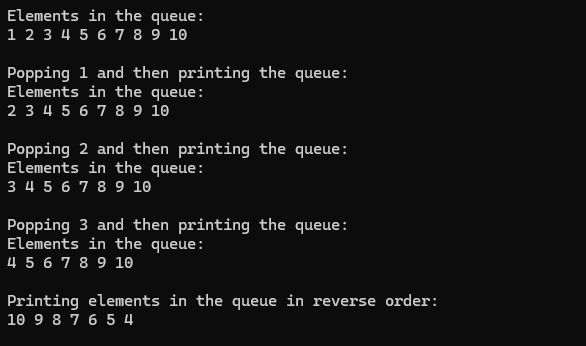 Elements in the queue:
1 2 3 4 5 6 7 8 9 10
Popping 1 and then printing the queue:
Elements in the queue:
2 3 4 5 6 7 8 9 10
Popping 2 and then printing the queue:
Elements in the queue:
3 4 5 6 7 8 9 10
Popping 3 and then printing the queue:
Elements in the queue:
4 5 6 7 8 9 10
Printing elements in the queue in reverse order:
10 9 8 7 6 5 4